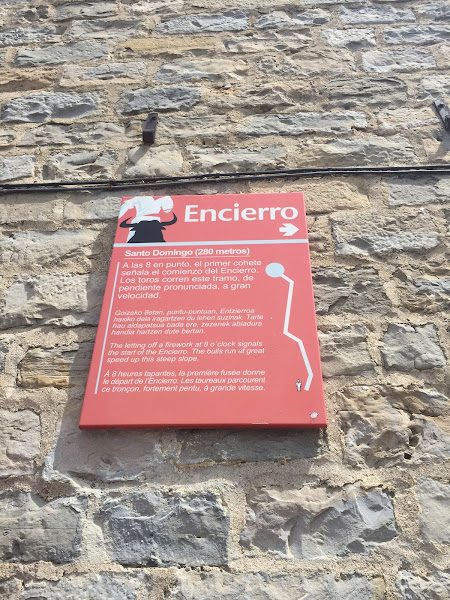 Encierro
Santo Domingo (280 metros)
A las 8 en punto, el primer cohete
señala el comienzo del Encierro.
Los toros corren este tramo, de
pendiente pronunciada, a gran
velocidad.
Goizeko 8etan, puntu-puntuan, Entzierroa
hasiko dela iragartzen du lehen suziriak. Tarte
hau aldapatsua bada ere, zezenek abiadura
handia hartzen dute bertan.
The letting off a firework at 8 o´clock signals
the start of the Encierro. The bulls run at great
speed up this steep slope.
À 8 heures tapantes, la première fusée donne
le départ de l'Encierro. Les taureaux parcourent
ce tronçon, fortement pentu, à grande vitesse.